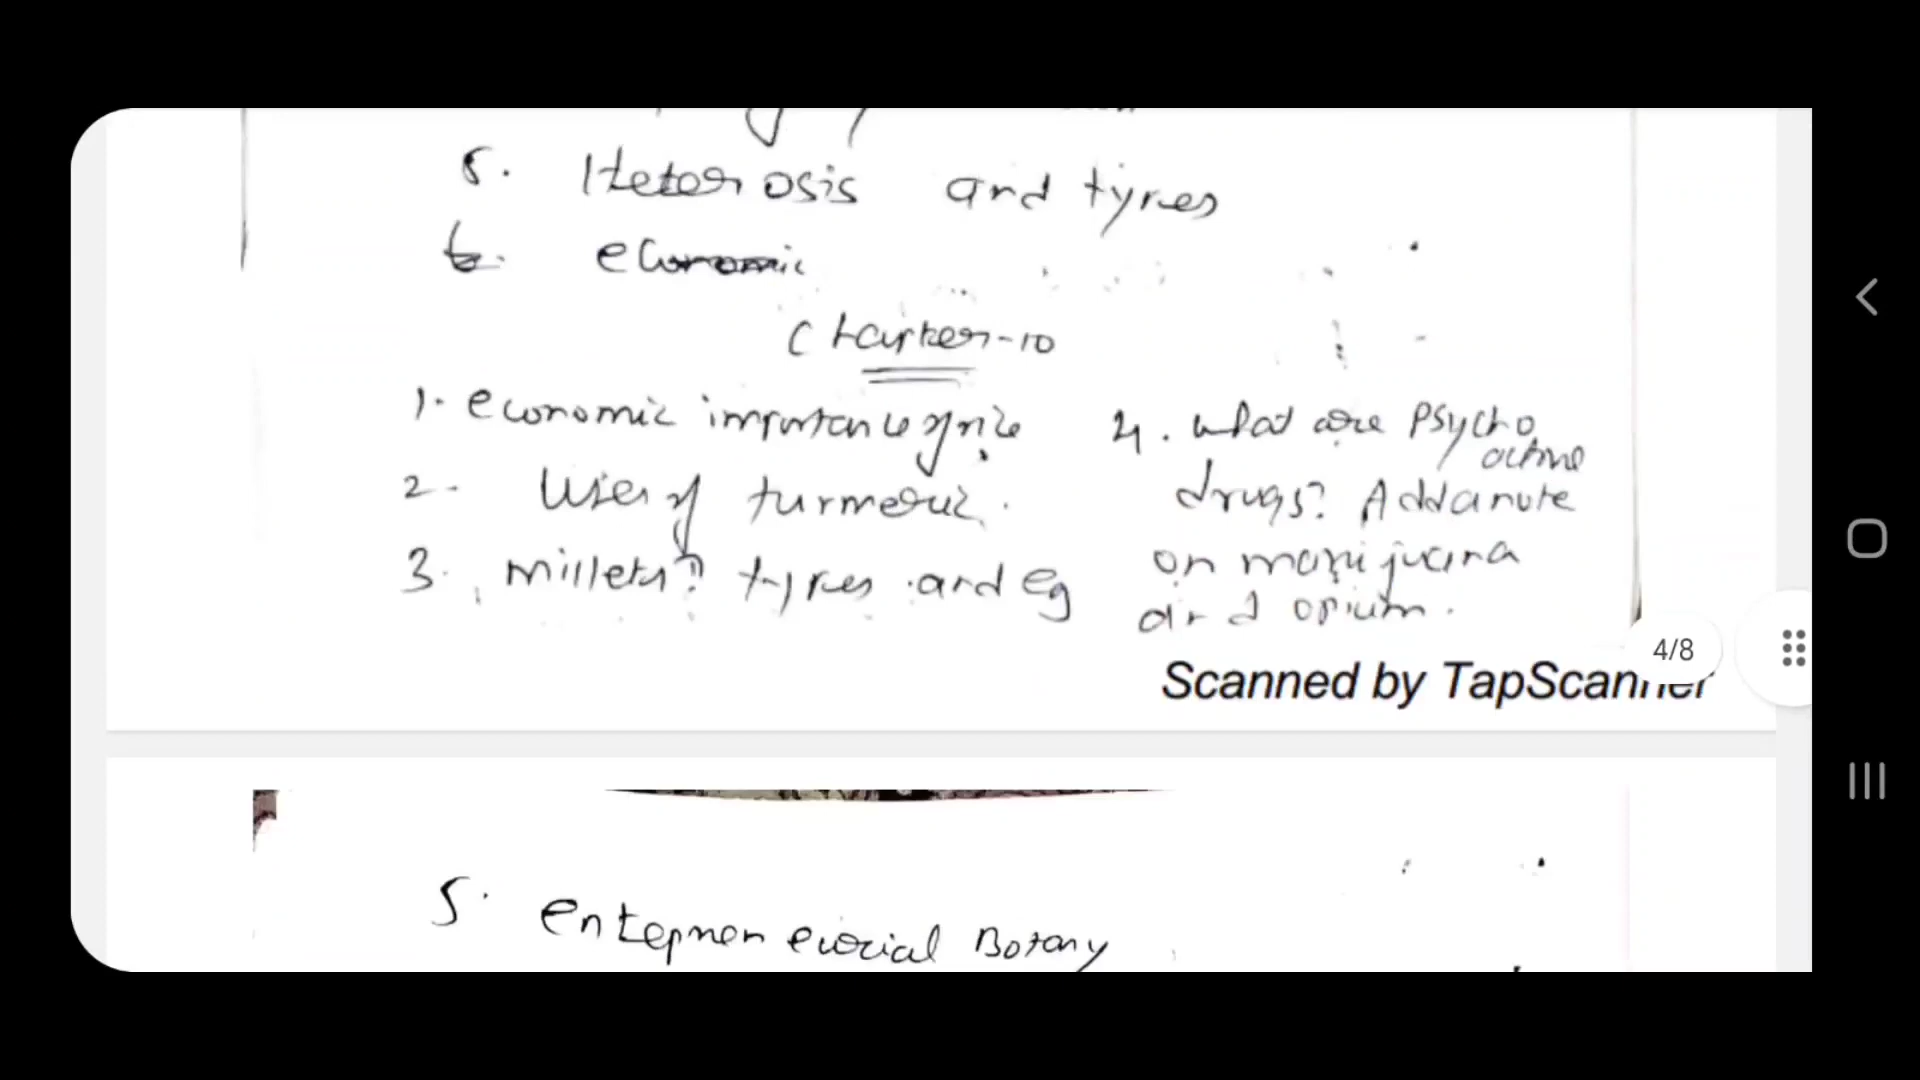 5. Heterosis and types
6. economic
Chapter-10
1. economic importance of rice
2. Uses of turmeric.
3. millets? types and eg
4. what are psycho
active
drugs? Add a note
on marijuana
and opium.
4/8
Scanned by TapScanner
5. Entepreneurial Botany